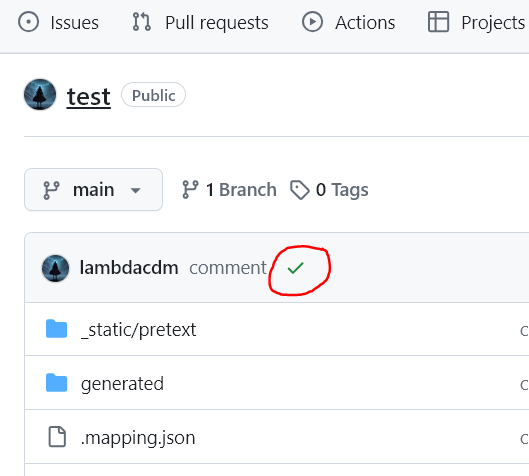 Issues Pull requests Actions Projects
test Public
main 1 Branch 0 Tags
lambdacdm comment
_static/pretext c
generated c
.mapping.json c